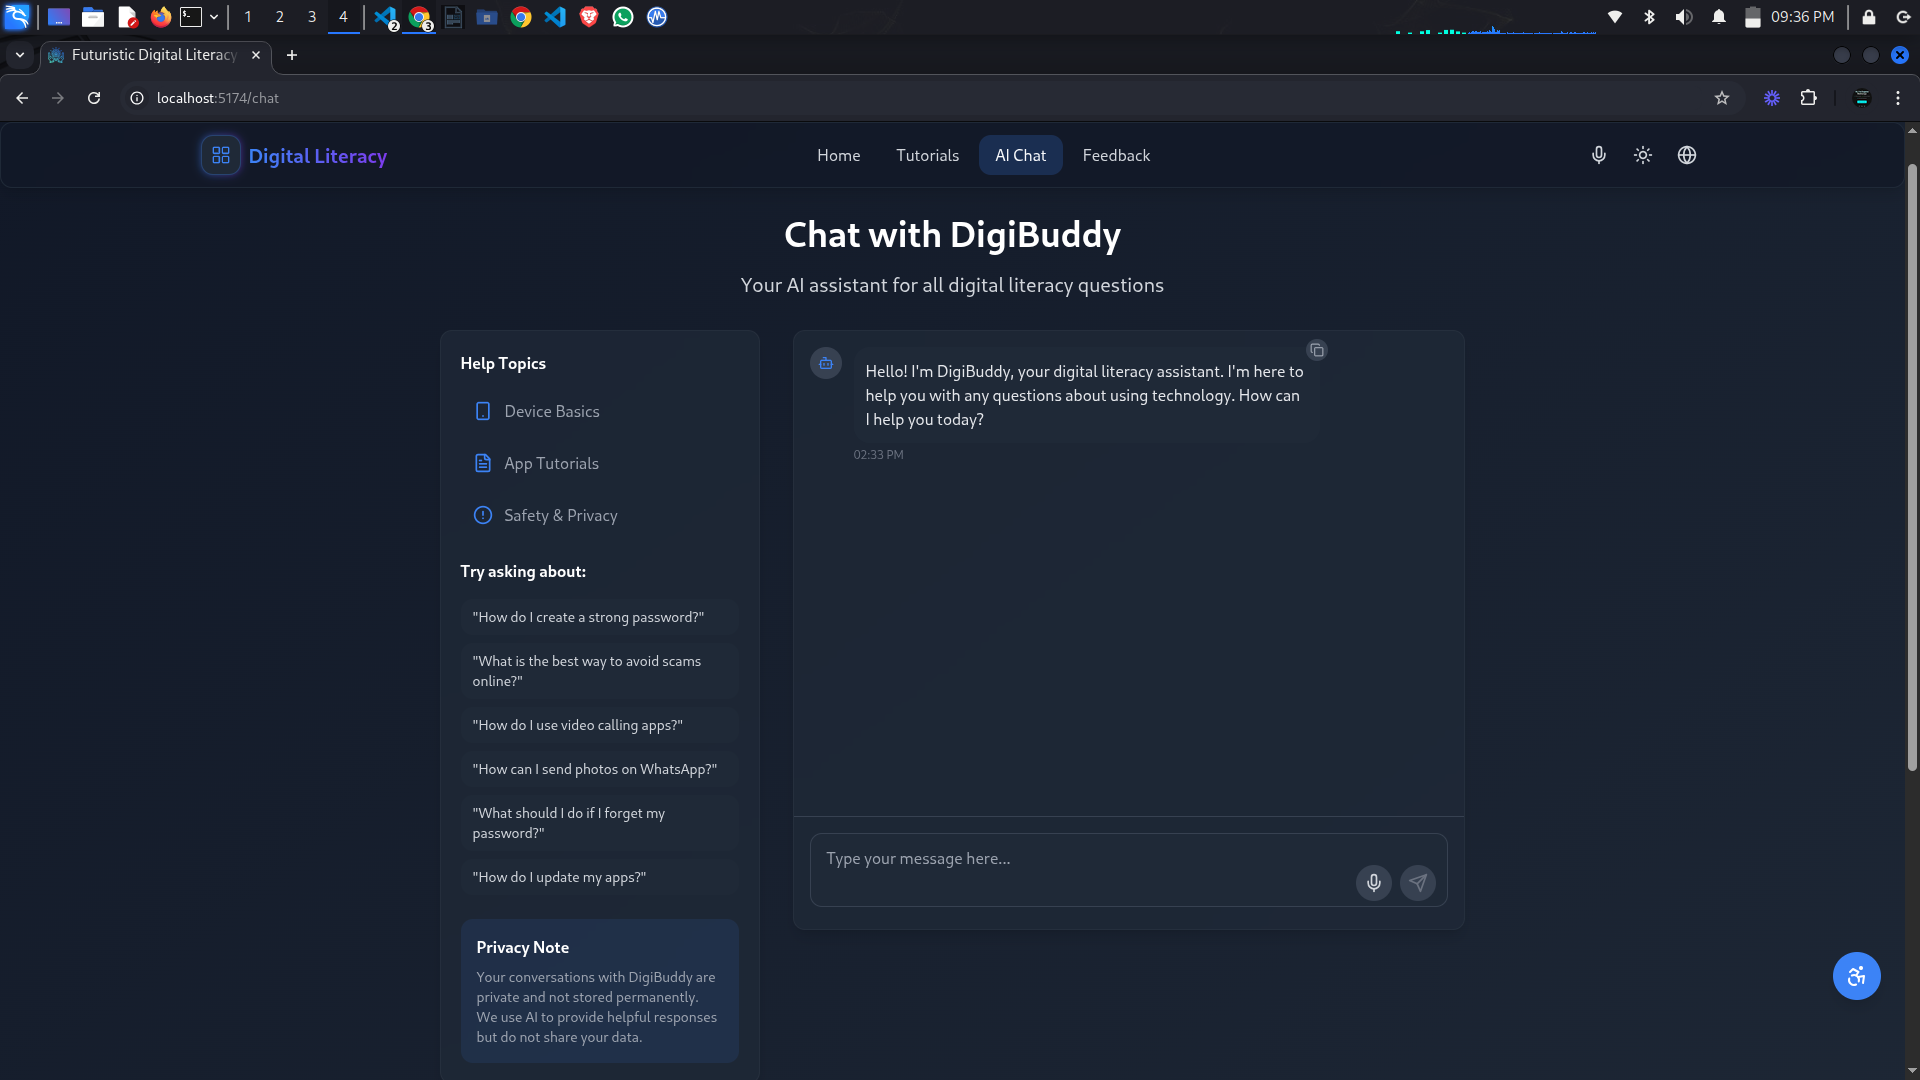 1 2 3 4
2
3
09:36 PM
Futuristic Digital Literacy
localhost:5174/chat
Digital Literacy
Home Tutorials AI Chat Feedback
Chat with DigiBuddy
Your AI assistant for all digital literacy questions
Help Topics
Device Basics
App Tutorials
Safety & Privacy
Try asking about:
"How do I create a strong password?"
"What is the best way to avoid scams
online?"
"How do I use video calling apps?"
"How can I send photos on WhatsApp?"
"What should I do if I forget my
password?"
"How do I update my apps?"
Privacy Note
Your conversations with DigiBuddy are
private and not stored permanently.
We use AI to provide helpful responses
but do not share your data.
Hello! I'm DigiBuddy, your digital literacy assistant. I'm here to
help you with any questions about using technology. How can
I help you today?
02:33 PM
Type your message here...